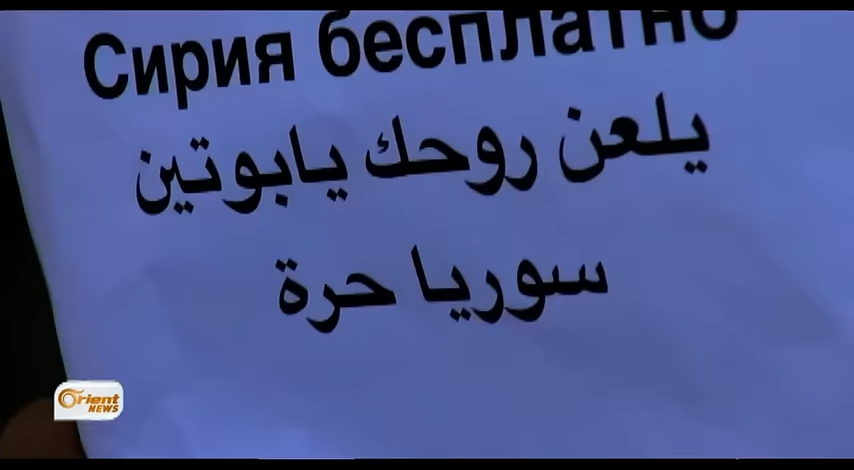 Сирия бесплатно
يلعن روحك يابوتين
سوريا حرة
Orient
NEWS